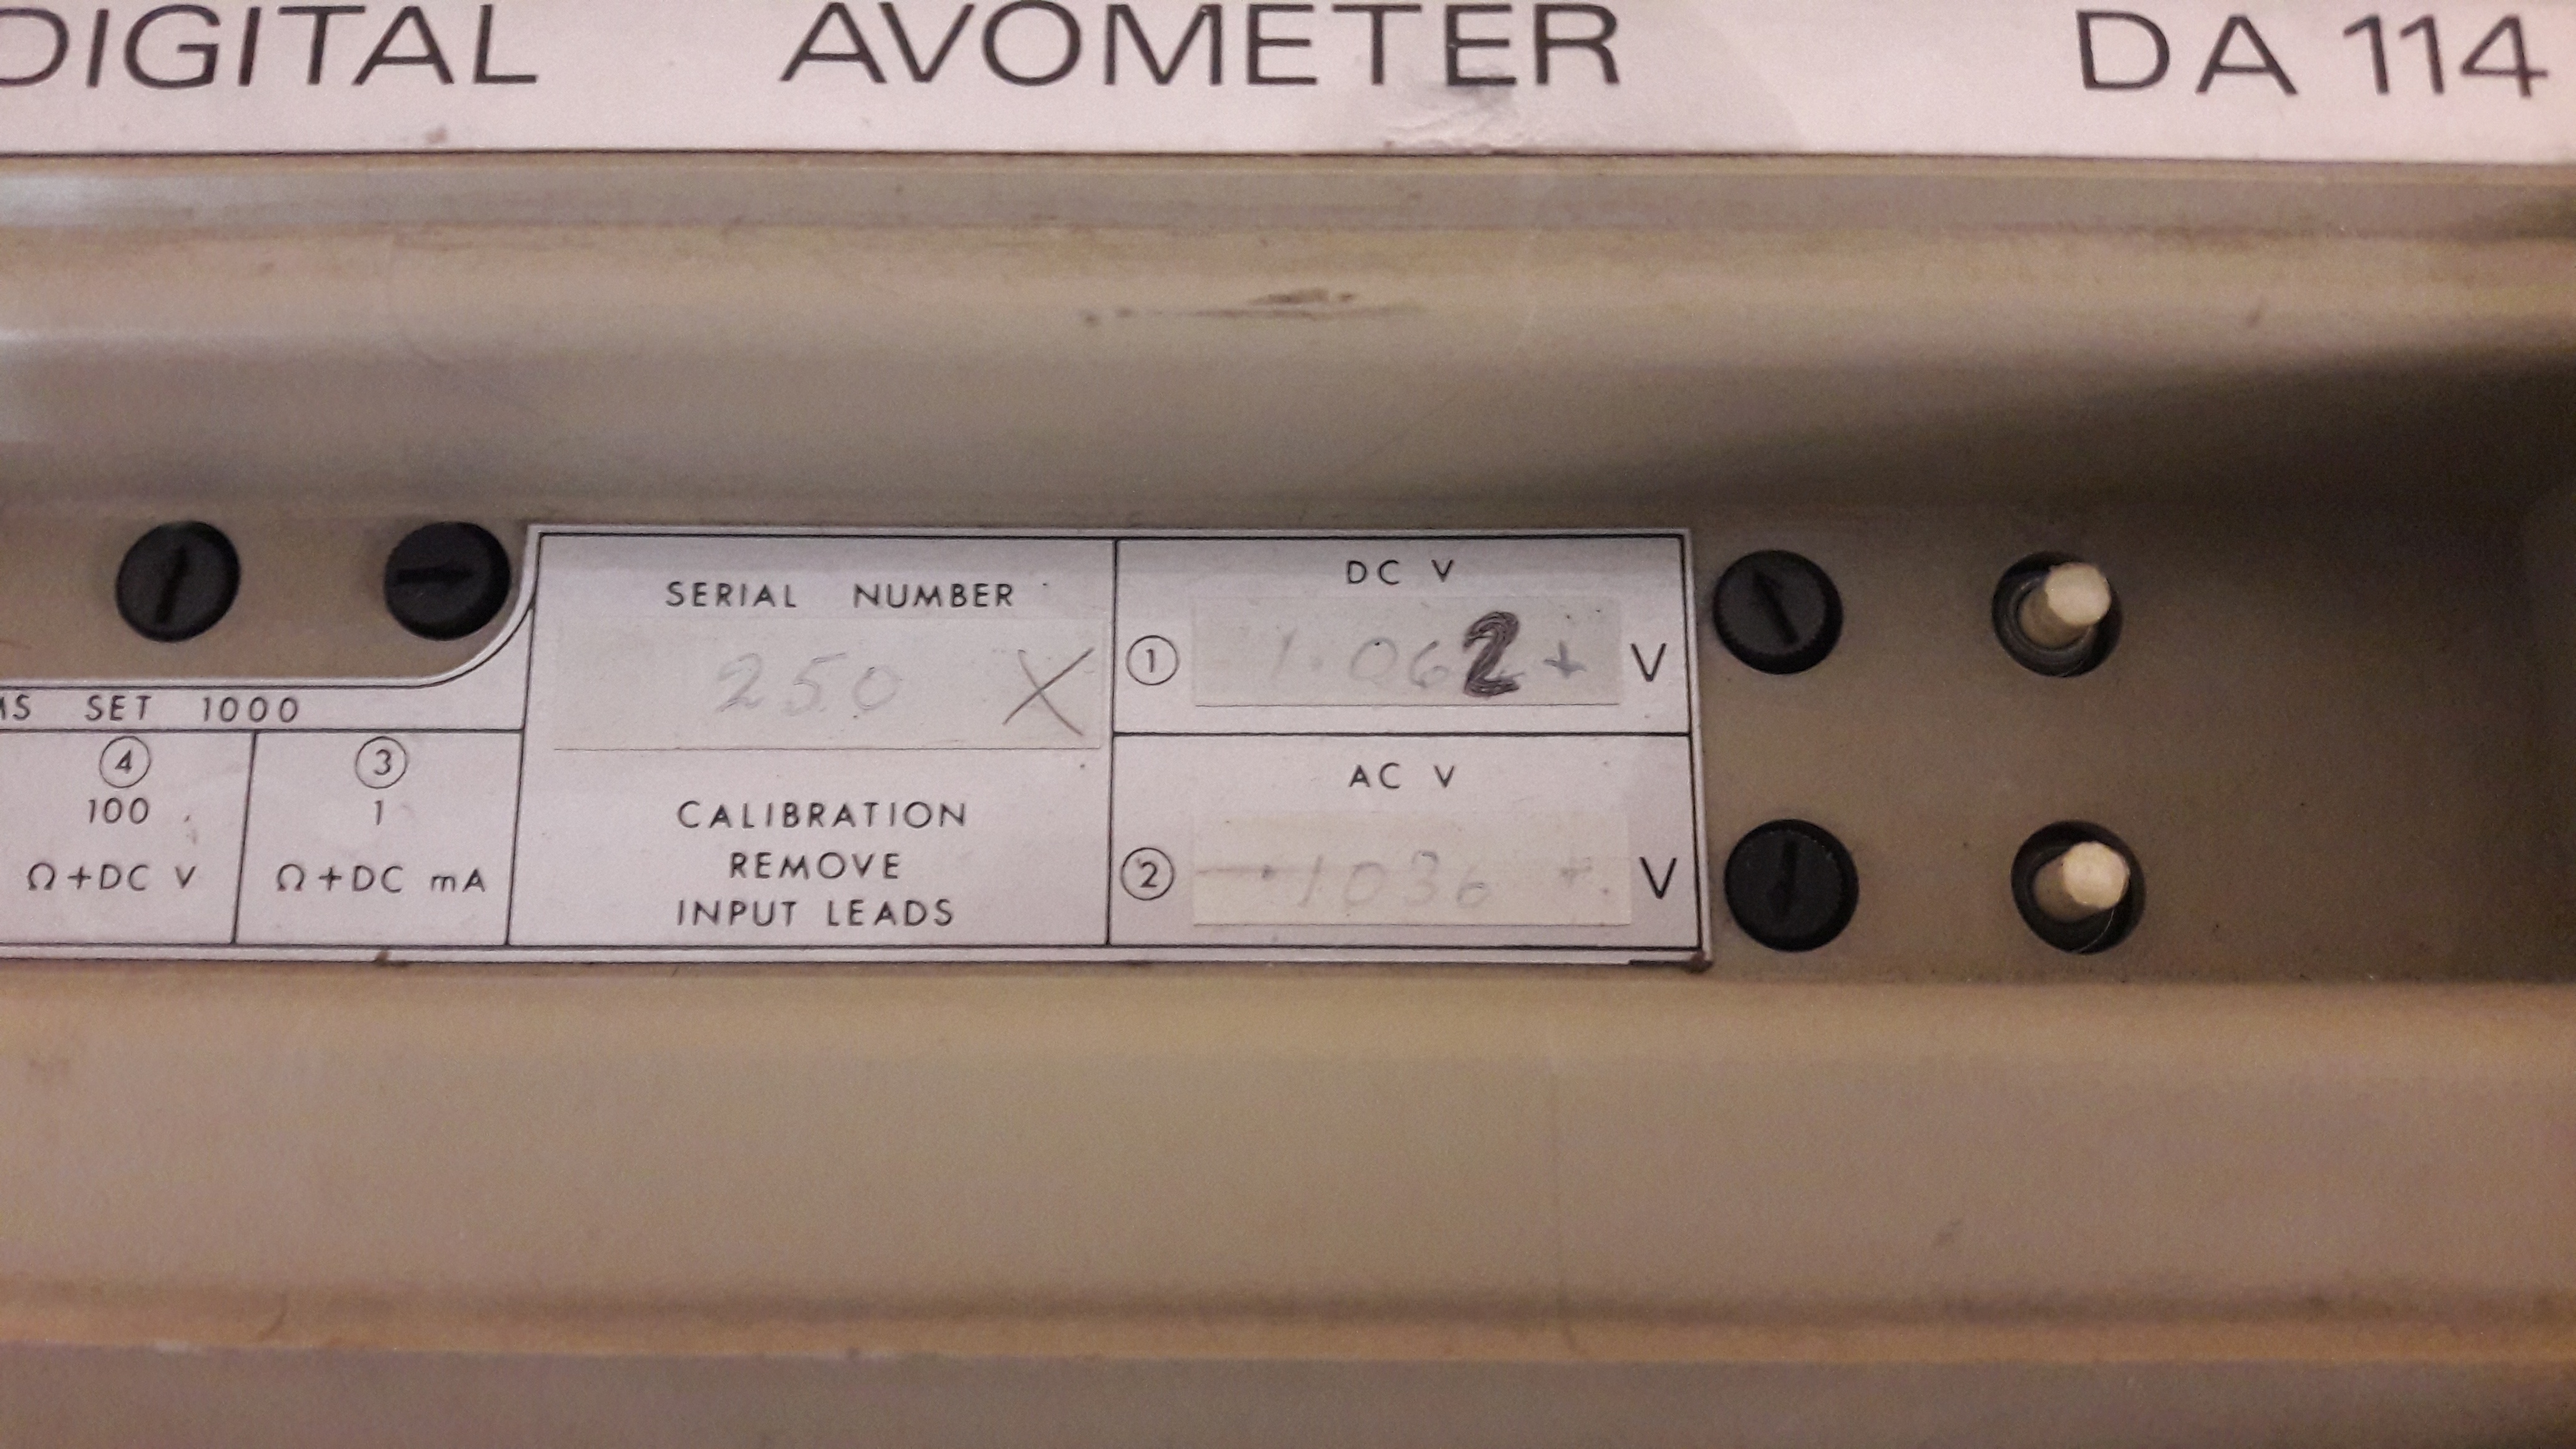 DIGITAL AVOMETER DA 114
SERIAL NUMBER
250 X
CALIBRATION
REMOVE
INPUT LEADS
DC V
① 1.062 + V
AC V
② 1036 + V
SET 1000
④
100
Ω+DC V
③
1
Ω+DC mA